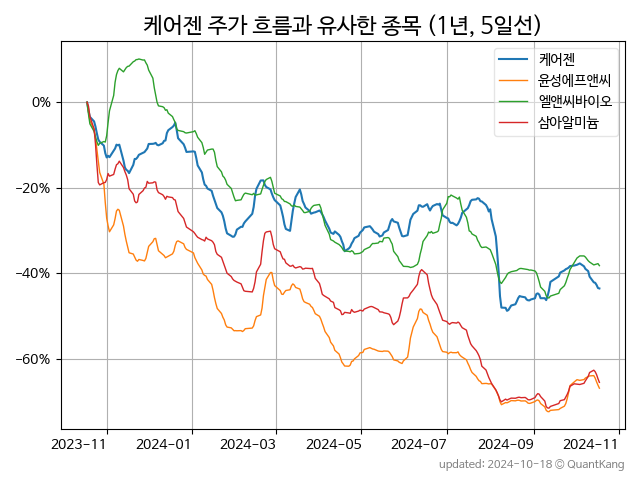 케어젠 주가 흐름과 유사한 종목 (1년, 5일선)
케어젠
윤성에프앤씨
엘앤씨바이오
삼아알미늄
0%
−20%
−40%
−60%
2023−11 2024−01 2024−03 2024−05 2024−07 2024−09 2024−11
updated: 2024-10-18 © QuantKang